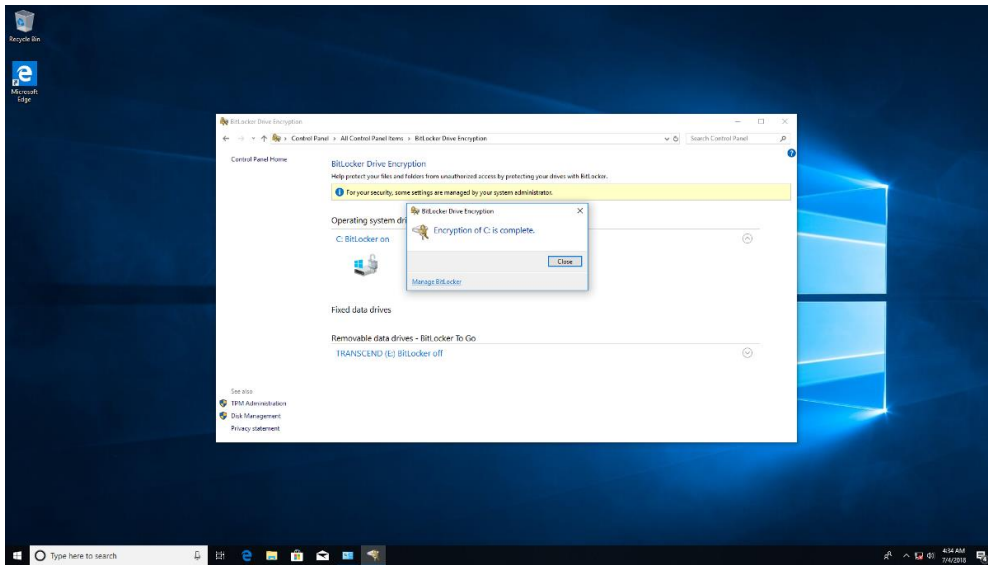 Recycle Bin
Microsoft
Edge
BitLocker Drive Encryption
Control Panel > All Control Panel Items > BitLocker Drive Encryption
Search Control Panel
Control Panel Home
BitLocker Drive Encryption
Help protect your files and folders from unauthorized access by protecting your drives with BitLocker.
For your security, some settings are managed by your system administrator.
Operating system dri
C: BitLocker on
BitLocker Drive Encryption
Encryption of C: is complete.
Close
Manage BitLocker
Fixed data drives
Removable data drives - BitLocker To Go
TRANSCEND (E:) BitLocker off
See also
TPM Administration
Disk Management
Privacy statement
Type here to search
4:34 AM
7/4/2018